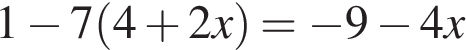 1 − 7(4 + 2x) = −9 − 4x